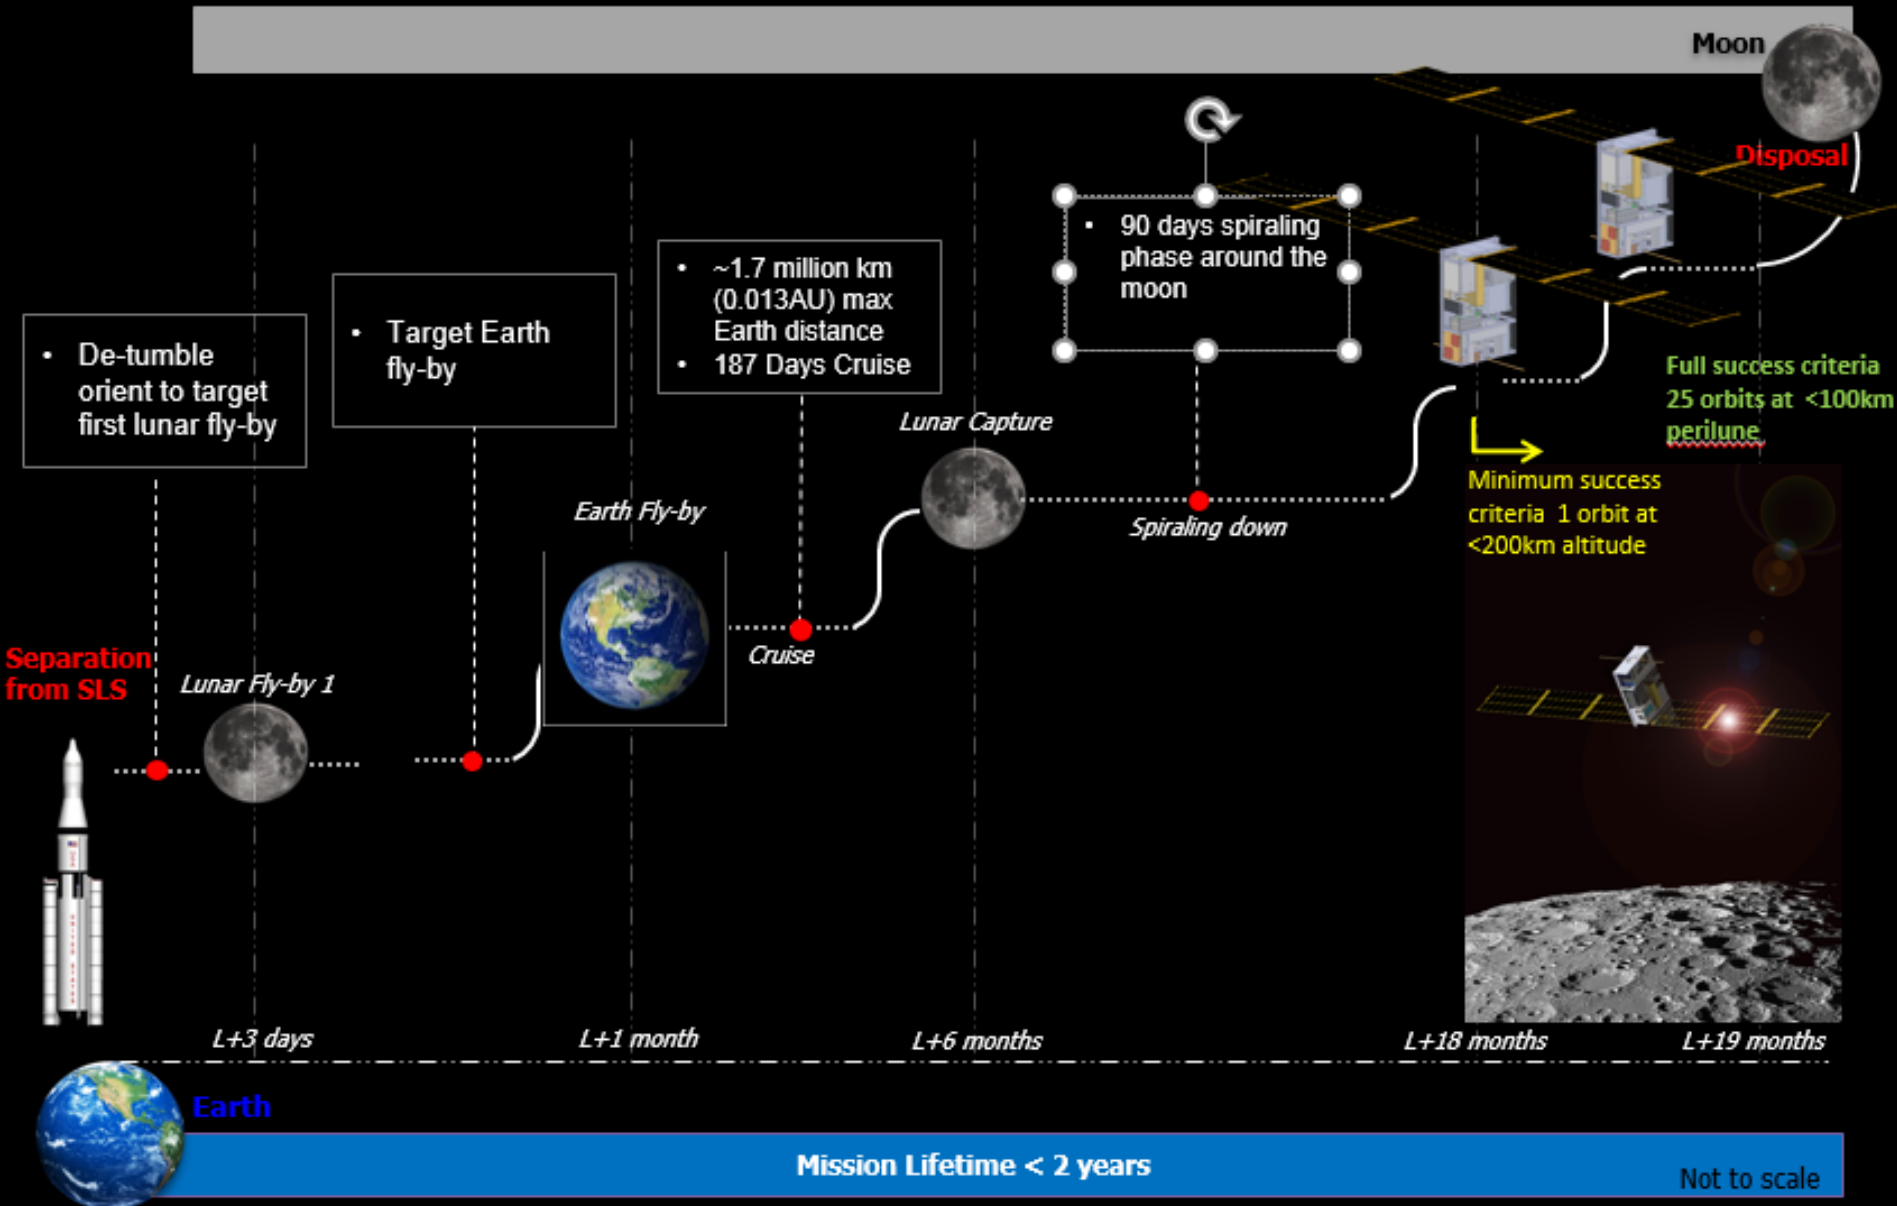 Moon
Disposal
• 90 days spiraling
phase around the
moon
• ~1.7 million km
(0.013AU) max
Earth distance
• 187 Days Cruise
• Target Earth
fly-by
• De-tumble
orient to target
first lunar fly-by
Full success criteria
25 orbits at <100km
perilune
Lunar Capture
Minimum success
criteria 1 orbit at
<200km altitude
Earth Fly-by
Spiraling down
Cruise
Separation
from SLS
Lunar Fly-by 1
UNITED STATES
L+3 days
L+1 month
L+6 months
L+18 months
L+19 months
Earth
Mission Lifetime < 2 years
Not to scale